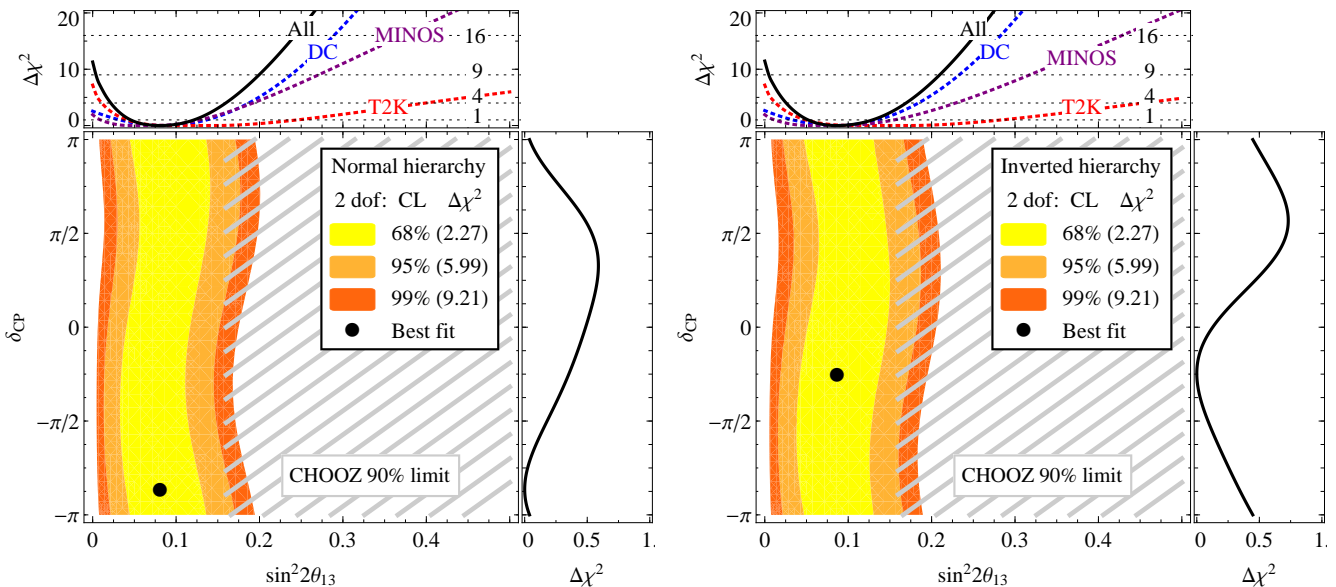 20
10
0
Δχ²
All
DC
MINOS
T2K
16
9
4
1
π
π/2
0
−π/2
−π
δCP
Normal hierarchy
2 dof: CL Δχ²
68% (2.27)
95% (5.99)
99% (9.21)
Best fit
CHOOZ 90% limit
0 0.1 0.2 0.3 0.4
sin²2θ₁₃
0 0.5 1.
Δχ²
20
10
0
Δχ²
All
DC
MINOS
T2K
16
9
4
1
π
π/2
0
−π/2
−π
δCP
Inverted hierarchy
2 dof: CL Δχ²
68% (2.27)
95% (5.99)
99% (9.21)
Best fit
CHOOZ 90% limit
0 0.1 0.2 0.3 0.4
sin²2θ₁₃
0 0.5 1.
Δχ²